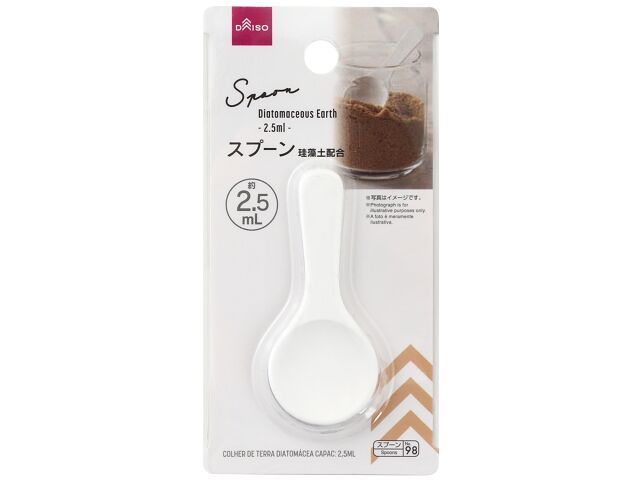 DAISO
Spoon
Diatomaceous Earth
- 2.5ml -
スプーン 珪藻土配合
約
2.5
mL
※写真はイメージです。
※Photograph is for
illustrative purposes only.
※A foto é meramente
ilustrativa.
スプーン
Spoons
No.
98
COLHER DE TERRA DIATOMÁCEA CAPAC: 2,5ML